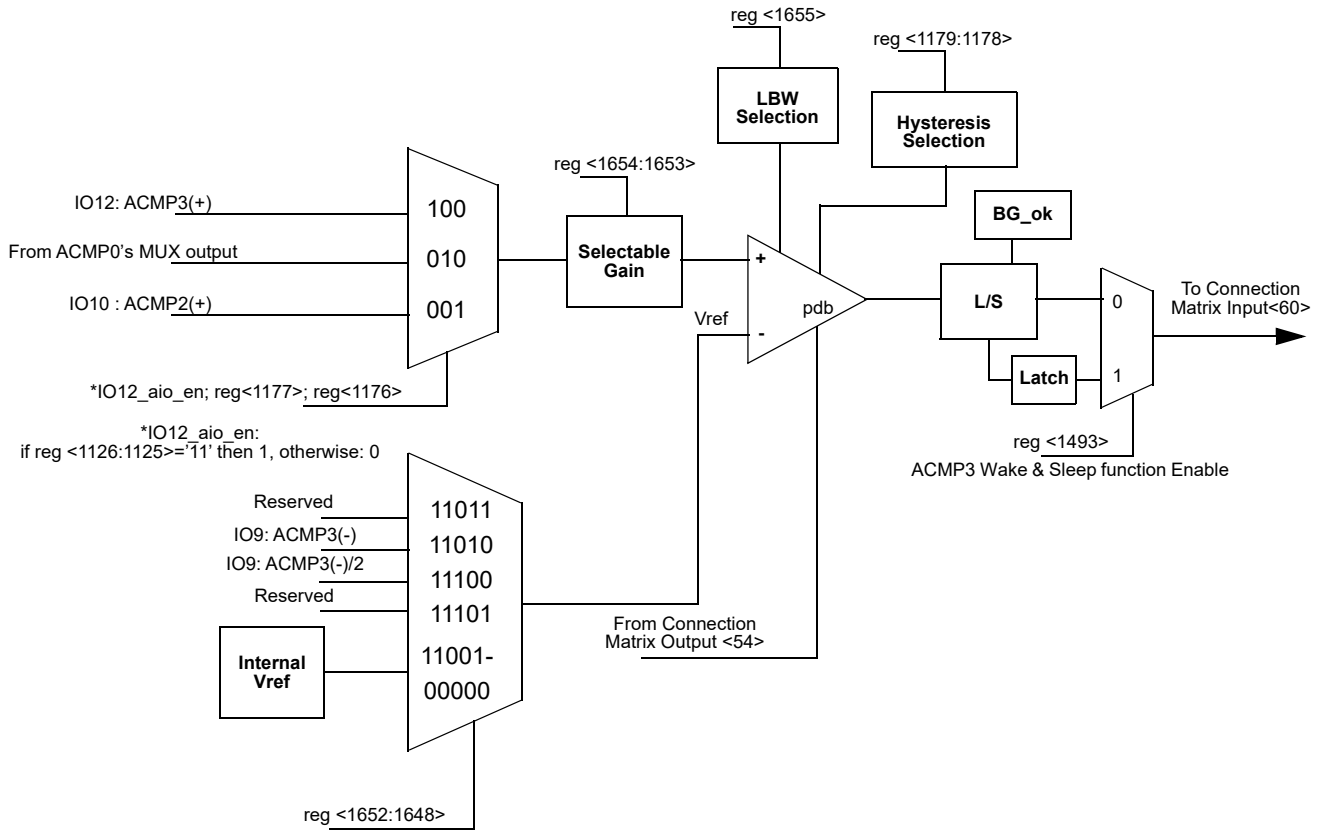 reg <1655>
reg <1179:1178>
LBW
Selection
Hysteresis
Selection
reg <1654:1653>
IO12: ACMP3(+)
100
Selectable
Gain
BG_ok
From ACMP0's MUX output
010
+
L/S
0
To Connection
Matrix Input<60>
IO10 : ACMP2(+)
001
pdb
Vref
-
Latch
1
*IO12_aio_en; reg<1177>; reg<1176>
*IO12_aio_en:
if reg <1126:1125>='11' then 1, otherwise: 0
reg <1493>
ACMP3 Wake & Sleep function Enable
Reserved
11011
IO9: ACMP3(-)
11010
IO9: ACMP3(-)/2
11100
Reserved
11101
From Connection
Matrix Output <54>
Internal
Vref
11001-
00000
reg <1652:1648>